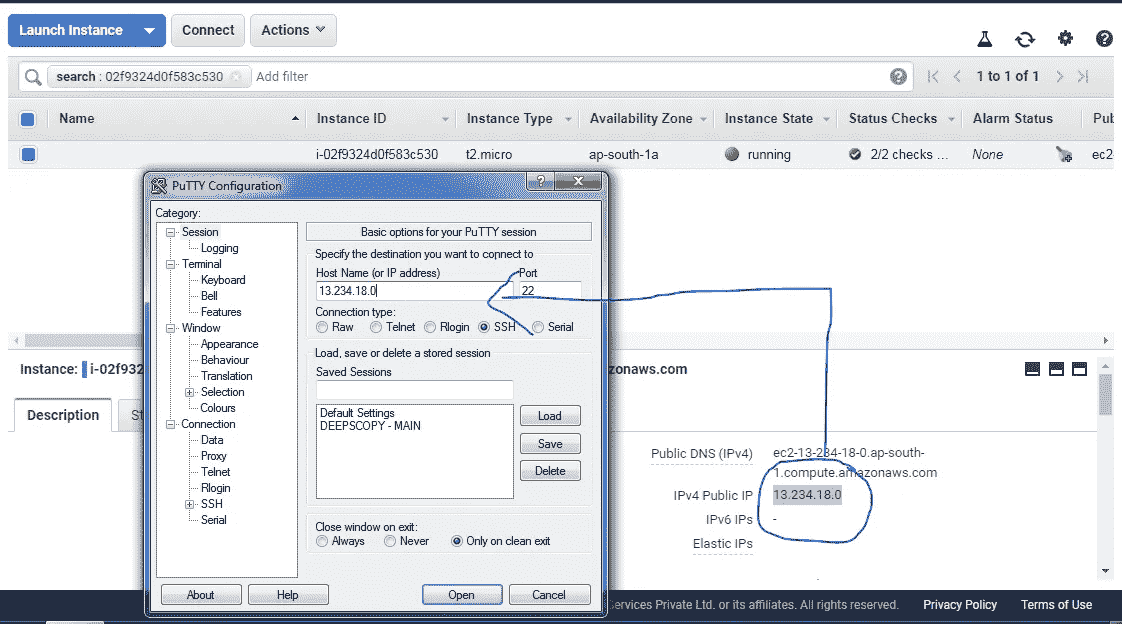 Launch Instance Connect Actions
search : 02f9324d0f583c530 Add filter 1 to 1 of 1
Name Instance ID Instance Type Availability Zone Instance State Status Checks Alarm Status
i-02f9324d0f583c530 t2.micro ap-south-1a running 2/2 checks ... None ec2
PuTTY Configuration
Category:
Session
Logging
Terminal
Keyboard
Bell
Features
Window
Appearance
Behaviour
Translation
Selection
Colours
Connection
Data
Proxy
Telnet
Rlogin
SSH
Serial
Basic options for your PuTTY session
Specify the destination you want to connect to
Host Name (or IP address) Port
13.234.18.0 22
Connection type:
Raw Telnet Rlogin SSH Serial
Load, save or delete a stored session
Saved Sessions
Default Settings
DEEPSCOPY - MAIN
Load
Save
Delete
Close window on exit:
Always Never Only on clean exit
About Help Open Cancel
Instance: i-02f932 zonaws.com
Description
Public DNS (IPv4) ec2-13-234-18-0.ap-south-
1.compute.amazonaws.com
IPv4 Public IP 13.234.18.0
IPv6 IPs -
Elastic IPs
Services Private Ltd. or its affiliates. All rights reserved. Privacy Policy Terms of Use